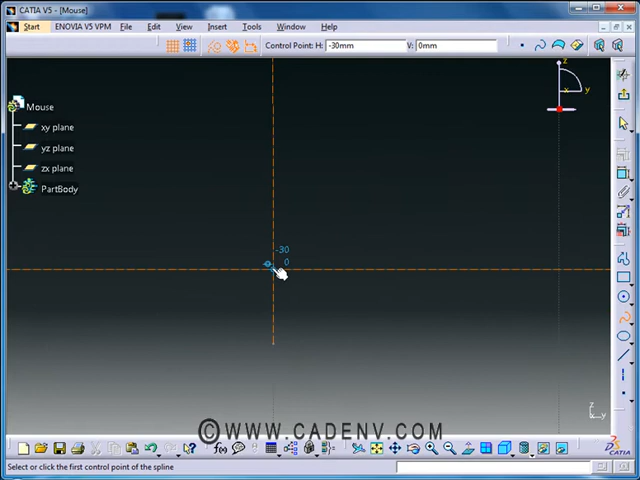 CATIA V5 - [Mouse]
Start ENOVIA V5 VPM File Edit View Insert Tools Window Help
Control Point: H: -30mm V: 0mm
z
y
x
Mouse
xy plane
yz plane
zx plane
PartBody
-30
0
z
x
©WWW.CADENV.COM
f(x)
CATIA
Select or click the first control point of the spline